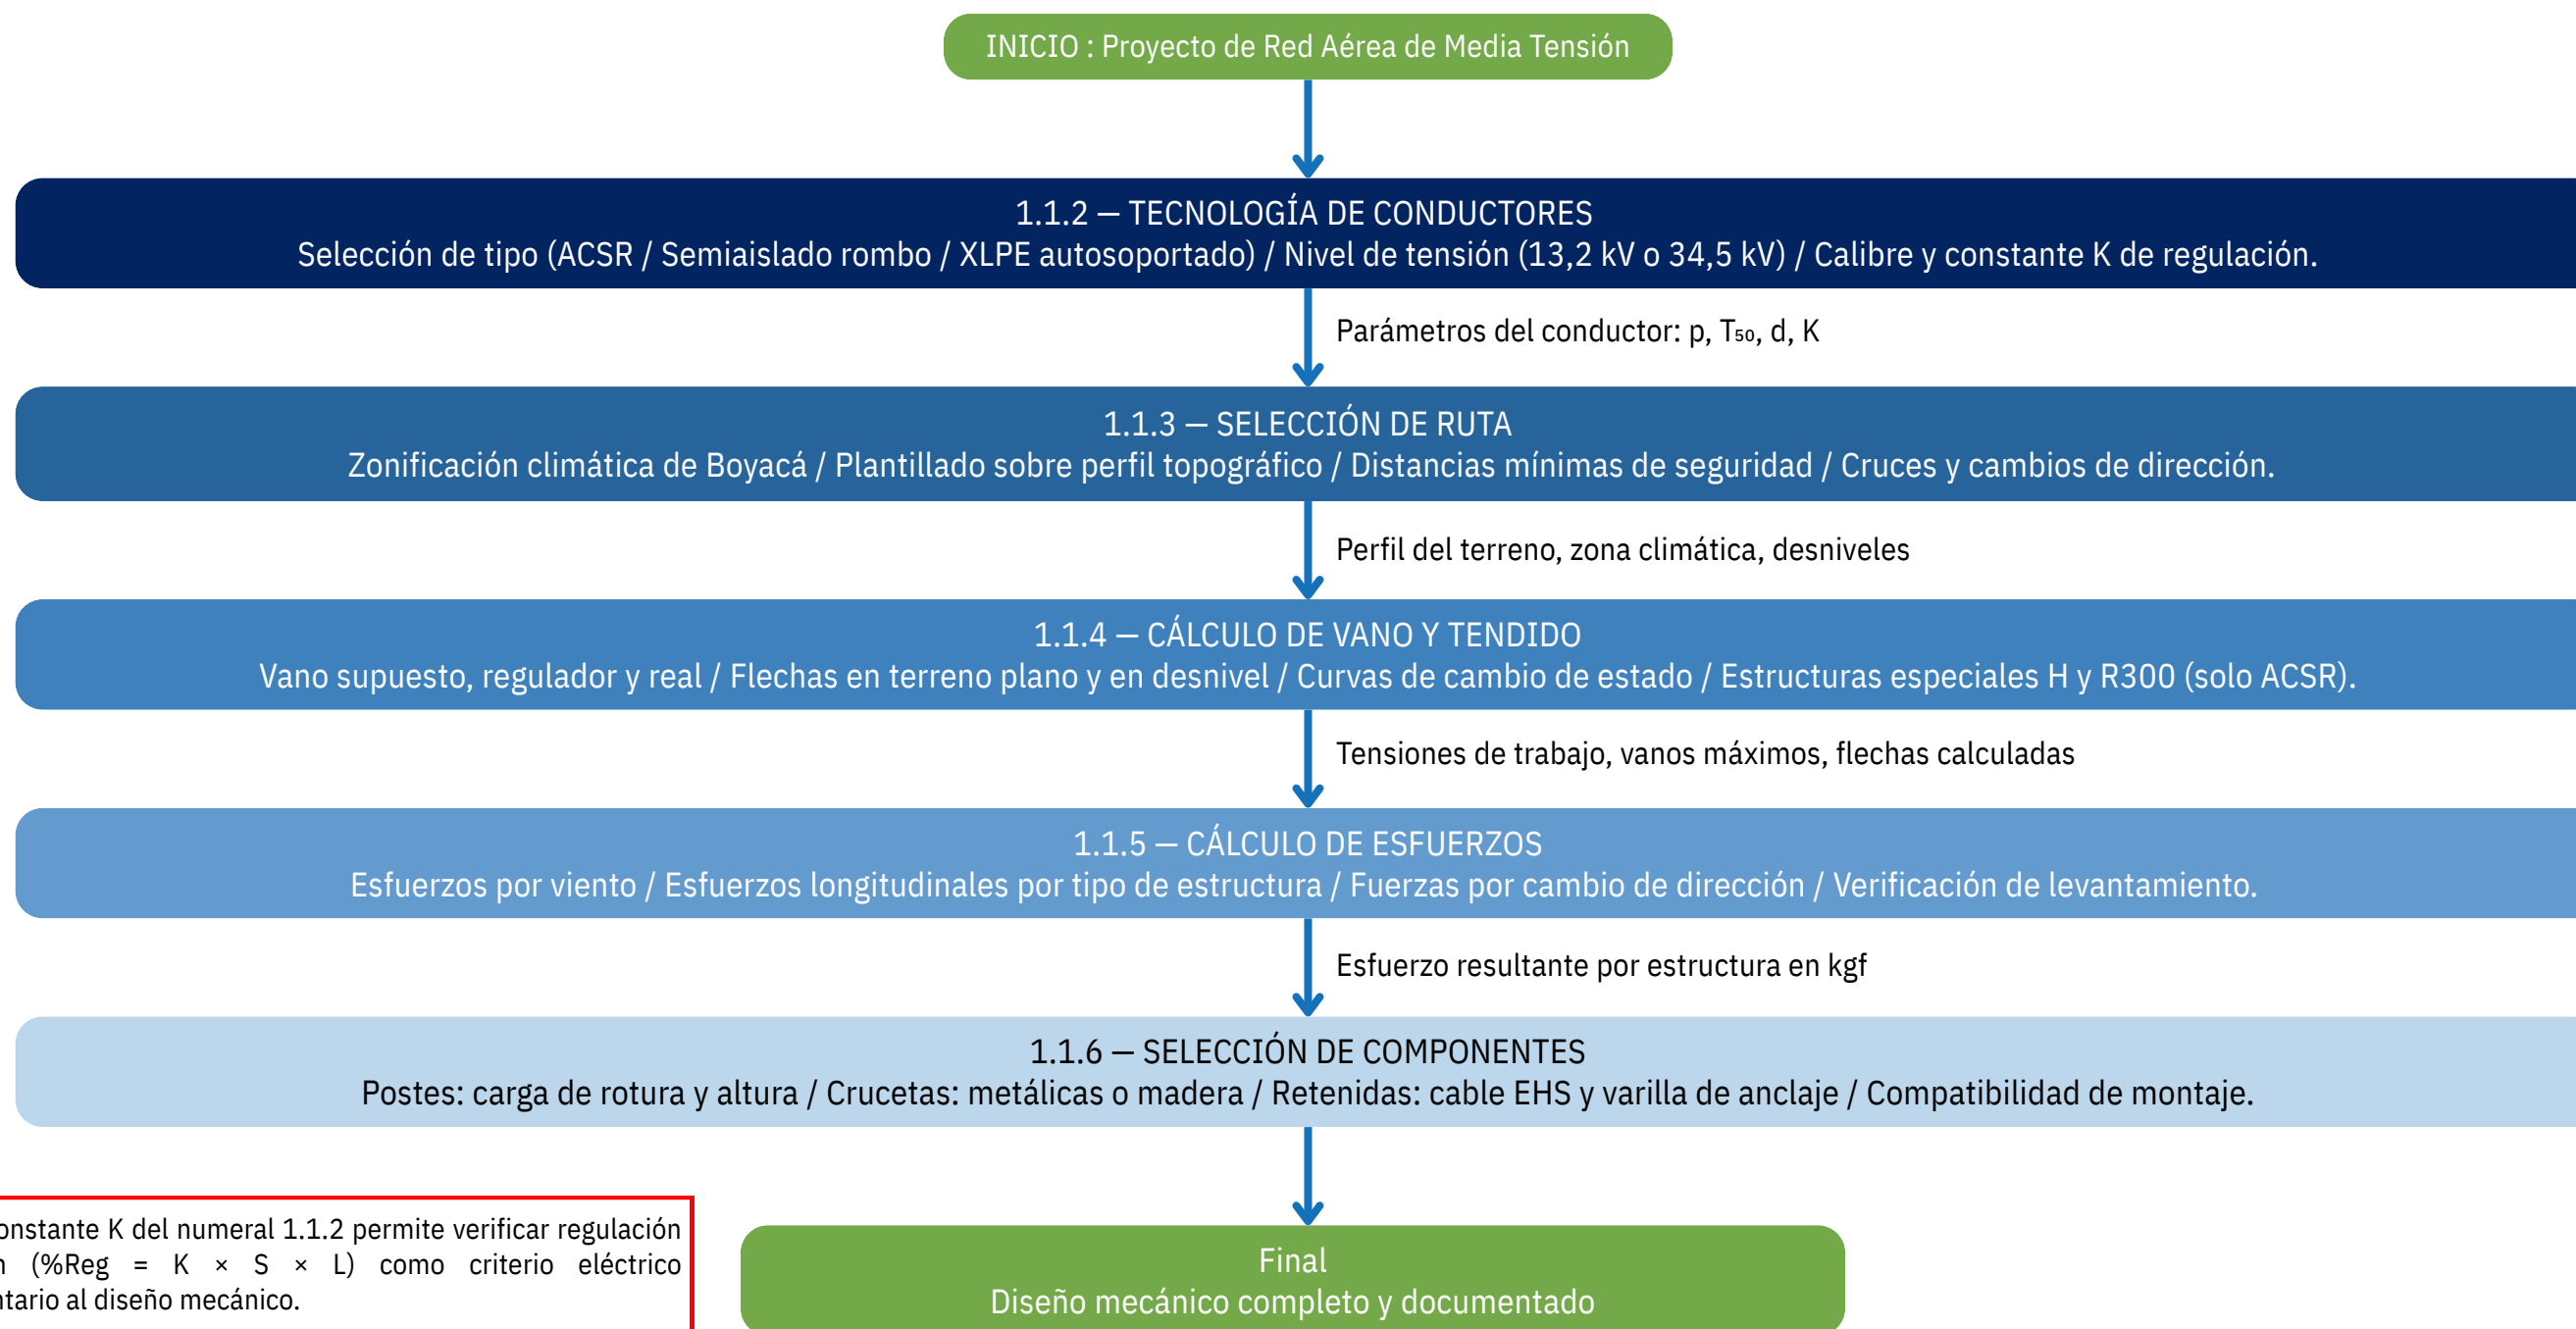 INICIO : Proyecto de Red Aérea de Media Tensión
1.1.2 — TECNOLOGÍA DE CONDUCTORES
Selección de tipo (ACSR / Semiaislado rombo / XLPE autosoportado) / Nivel de tensión (13,2 kV o 34,5 kV) / Calibre y constante K de regulación.
Parámetros del conductor: p, T₅₀, d, K
1.1.3 — SELECCIÓN DE RUTA
Zonificación climática de Boyacá / Plantillado sobre perfil topográfico / Distancias mínimas de seguridad / Cruces y cambios de dirección.
Perfil del terreno, zona climática, desniveles
1.1.4 — CÁLCULO DE VANO Y TENDIDO
Vano supuesto, regulador y real / Flechas en terreno plano y en desnivel / Curvas de cambio de estado / Estructuras especiales H y R300 (solo ACSR).
Tensiones de trabajo, vanos máximos, flechas calculadas
1.1.5 — CÁLCULO DE ESFUERZOS
Esfuerzos por viento / Esfuerzos longitudinales por tipo de estructura / Fuerzas por cambio de dirección / Verificación de levantamiento.
Esfuerzo resultante por estructura en kgf
1.1.6 — SELECCIÓN DE COMPONENTES
Postes: carga de rotura y altura / Crucetas: metálicas o madera / Retenidas: cable EHS y varilla de anclaje / Compatibilidad de montaje.
K del numeral 1.1.2 permite verificar regulación
(%Reg = K × S × L) como criterio eléctrico
al diseño mecánico.
Final
Diseño mecánico completo y documentado